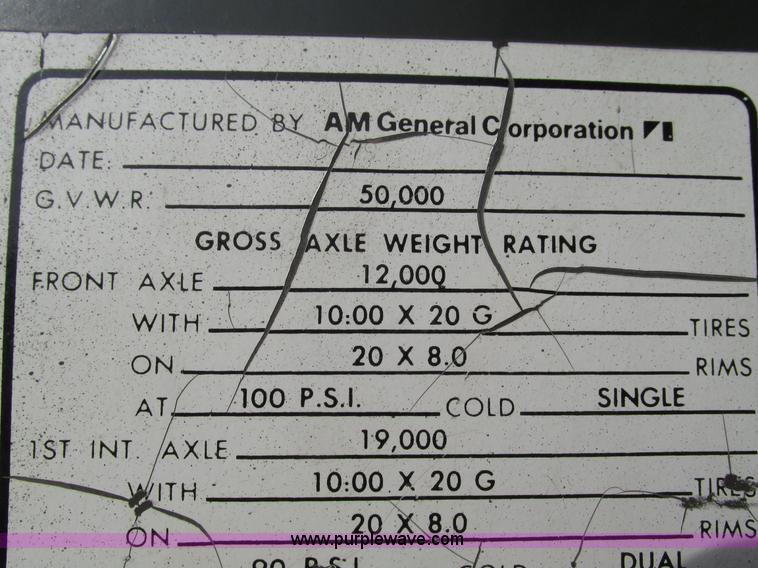 MANUFACTURED BY AM General Corporation
DATE:
G.V.W.R. 50,000
GROSS AXLE WEIGHT RATING
FRONT AXLE 12,000
WITH 10:00 X 20 G TIRES
ON 20 X 8.0 RIMS
AT 100 P.S.I. COLD SINGLE
1ST INT. AXLE 19,000
WITH 10:00 X 20 G TIRES
ON 20 X 8.0 RIMS
www.purplewave.com
90 P.S.I. COLD DUAL